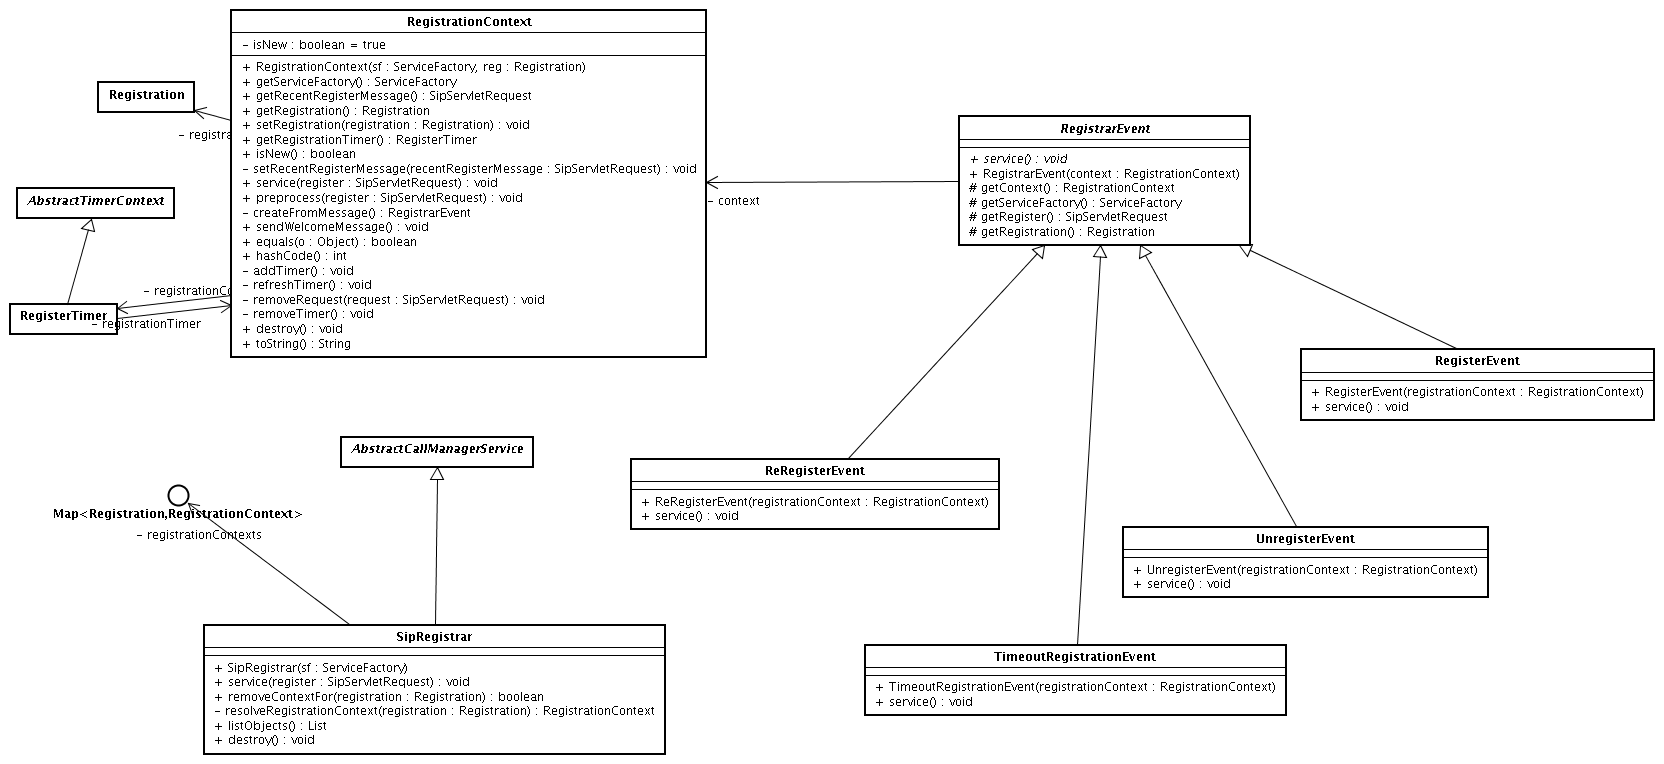 RegistrationContext
– isNew : boolean = true
+ RegistrationContext(sf : ServiceFactory, reg : Registration)
+ getServiceFactory() : ServiceFactory
+ getRecentRegisterMessage() : SipServletRequest
+ getRegistration() : Registration
+ setRegistration(registration : Registration) : void
+ getRegistrationTimer() : RegisterTimer
+ isNew() : boolean
– setRecentRegisterMessage(recentRegisterMessage : SipServletRequest) : void
+ service(register : SipServletRequest) : void
+ preprocess(register : SipServletRequest) : void
– createFromMessage() : RegistrarEvent
+ sendWelcomeMessage() : void
+ equals(o : Object) : boolean
+ hashCode() : int
– addTimer() : void
– refreshTimer() : void
– removeRequest(request : SipServletRequest) : void
– removeTimer() : void
+ destroy() : void
+ toString() : String
Registration
– registra
AbstractTimerContext
– registrationCo
RegisterTimer
– registrationTimer
– context
RegistrarEvent
+ service() : void
+ RegistrarEvent(context : RegistrationContext)
# getContext() : RegistrationContext
# getServiceFactory() : ServiceFactory
# getRegister() : SipServletRequest
# getRegistration() : Registration
RegisterEvent
+ RegisterEvent(registrationContext : RegistrationContext)
+ service() : void
AbstractCallManagerService
ReRegisterEvent
+ ReRegisterEvent(registrationContext : RegistrationContext)
+ service() : void
Map<Registration,RegistrationContext>
– registrationContexts
UnregisterEvent
+ UnregisterEvent(registrationContext : RegistrationContext)
+ service() : void
SipRegistrar
+ SipRegistrar(sf : ServiceFactory)
+ service(register : SipServletRequest) : void
+ removeContextFor(registration : Registration) : boolean
– resolveRegistrationContext(registration : Registration) : RegistrationContext
+ listObjects() : List
+ destroy() : void
TimeoutRegistrationEvent
+ TimeoutRegistrationEvent(registrationContext : RegistrationContext)
+ service() : void